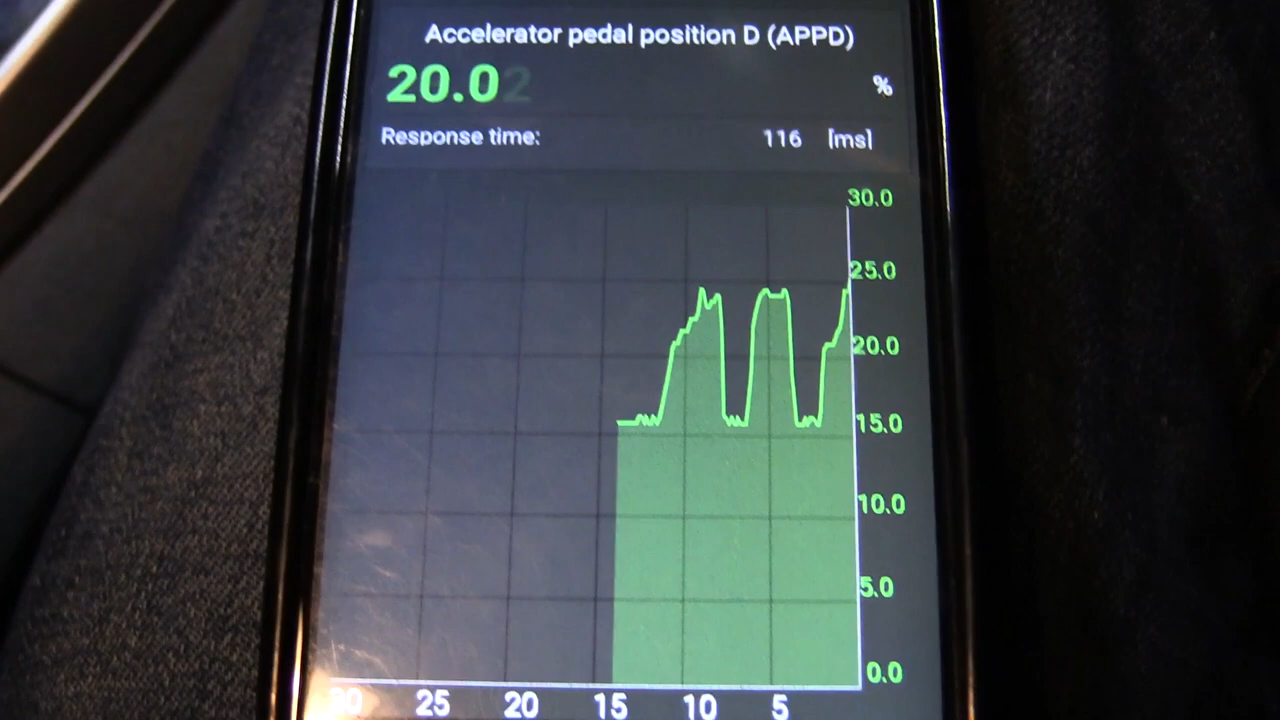 Accelerator pedal position D (APPD)
20.0 %
Response time: 116 [ms]
30.0
25.0
20.0
15.0
10.0
5.0
0.0
30 25 20 15 10 5